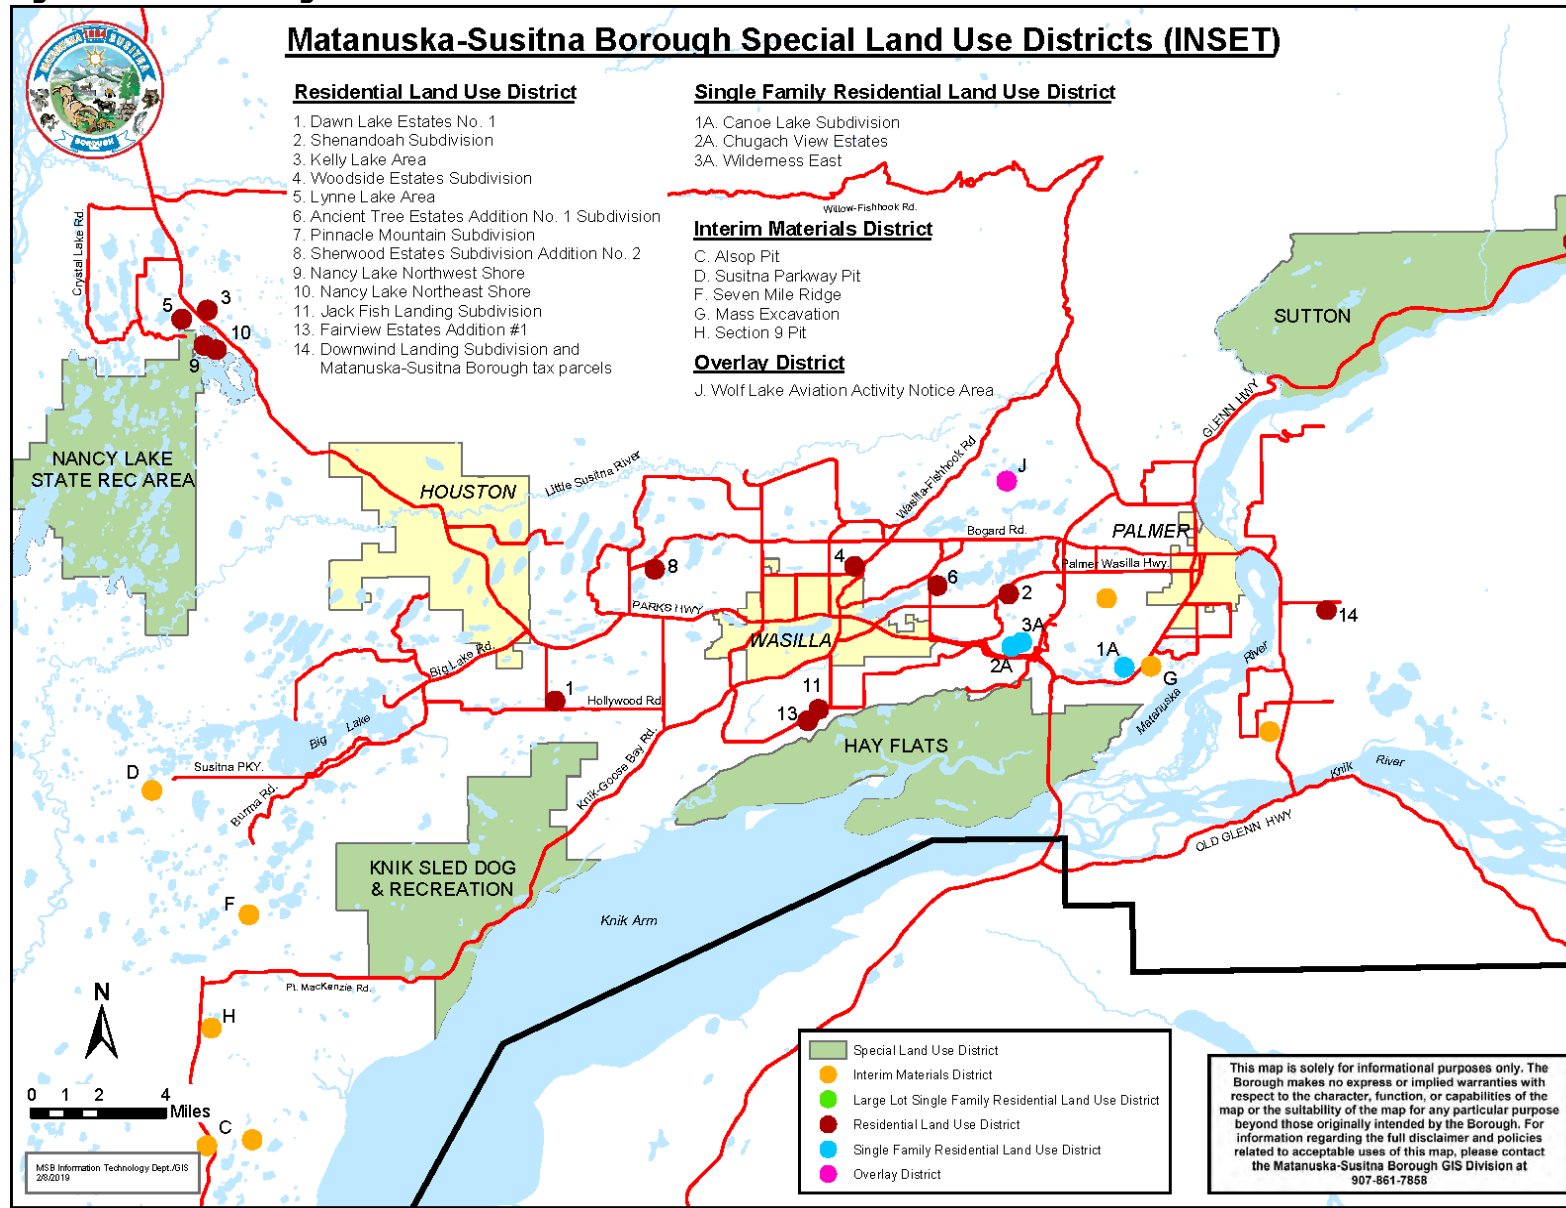 Matanuska-Susitna Borough Special Land Use Districts (INSET)
1964
BOROUGH
Residential Land Use District
1. Dawn Lake Estates No. 1
2. Shenandoah Subdivision
3. Kelly Lake Area
4. Woodside Estates Subdivision
5. Lynne Lake Area
6. Ancient Tree Estates Addition No. 1 Subdivision
7. Pinnacle Mountain Subdivision
8. Sherwood Estates Subdivision Addition No. 2
9. Nancy Lake Northwest Shore
10. Nancy Lake Northeast Shore
11. Jack Fish Landing Subdivision
13. Fairview Estates Addition #1
14. Downwind Landing Subdivision and
Matanuska-Susitna Borough tax parcels
Single Family Residential Land Use District
1A. Canoe Lake Subdivision
2A. Chugach View Estates
3A. Wilderness East
Interim Materials District
C. Alsop Pit
D. Susitna Parkway Pit
F. Seven Mile Ridge
G. Mass Excavation
H. Section 9 Pit
Overlay District
J. Wolf Lake Aviation Activity Notice Area
Willow-Fishhook Rd.
Crystal Lake Rd.
5
3
10
9
SUTTON
GLENN HWY
NANCY LAKE
STATE REC AREA
HOUSTON
Little Susitna River
Wasilla-Fishhook Rd
J
Bogard Rd.
PALMER
Palmer Wasilla Hwy.
8
4
6
2
14
PARKS HWY
WASILLA
3A
2A
1A
G
River
Matanuska
Big Lake Rd.
1
Hollywood Rd
11
13
Big Lake
HAY FLATS
D
Susitna PKY.
Burma Rd.
Knik-Goose Bay Rd.
Knik River
OLD GLENN HWY
KNIK SLED DOG
& RECREATION
F
Knik Arm
Pt. MacKenzie Rd.
N
H
C
0 1 2 4
Miles
MSB Information Technology Dept./GIS
2/8/2019
Special Land Use District
Interim Materials District
Large Lot Single Family Residential Land Use District
Residential Land Use District
Single Family Residential Land Use District
Overlay District
This map is solely for informational purposes only. The
Borough makes no express or implied warranties with
respect to the character, function, or capabilities of the
map or the suitability of the map for any particular purpose
beyond those originally intended by the Borough. For
information regarding the full disclaimer and policies
related to acceptable uses of this map, please contact
the Matanuska-Susitna Borough GIS Division at
907-861-7858